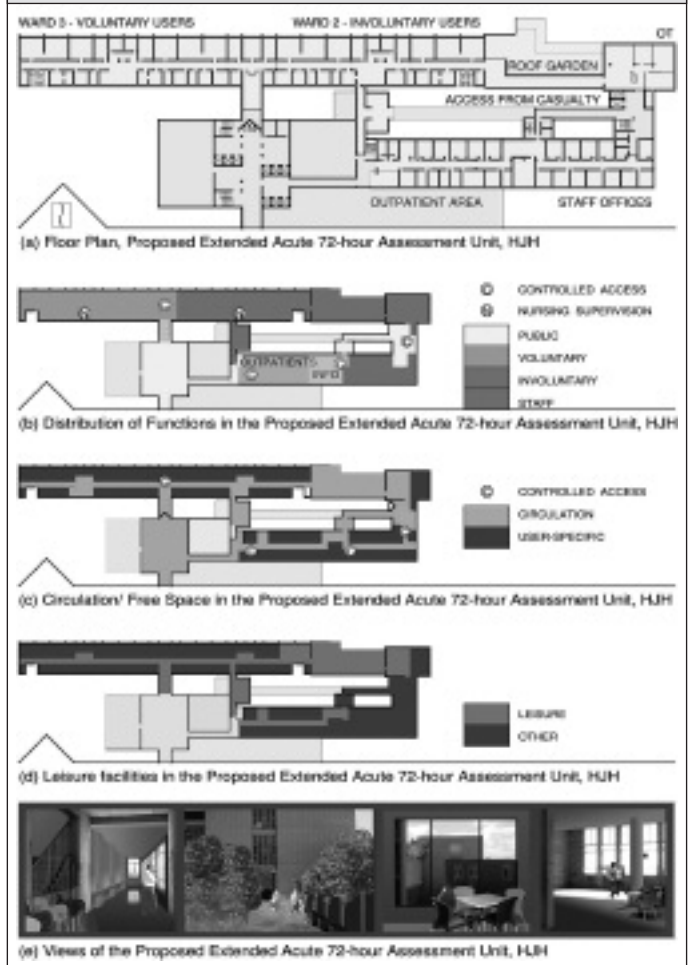 WARD 3 - VOLUNTARY USERS
WARD 2 - INVOLUNTARY USERS
OT
ROOF GARDEN
ACCESS FROM CASUALTY
OUTPATIENT AREA
STAFF OFFICES
(a) Floor Plan, Proposed Extended Acute 72-hour Assessment Unit, HJH
C CONTROLLED ACCESS
N NURSING SUPERVISION
PUBLIC
VOLUNTARY
INVOLUNTARY
STAFF
OUTPATIENTS
INFO
(b) Distribution of Functions in the Proposed Extended Acute 72-hour Assessment Unit, HJH
C CONTROLLED ACCESS
CIRCULATION
USER-SPECIFIC
(c) Circulation/ Free Space in the Proposed Extended Acute 72-hour Assessment Unit, HJH
LEISURE
OTHER
(d) Leisure facilities in the Proposed Extended Acute 72-hour Assessment Unit, HJH
(e) Views of the Proposed Extended Acute 72-hour Assessment Unit, HJH